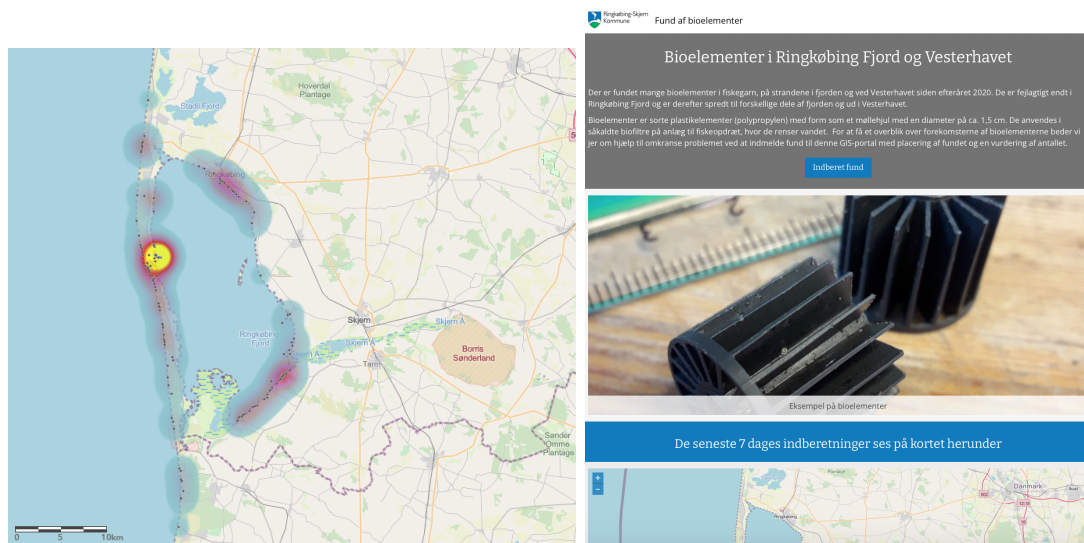 Stadil Fjord
Hoverdal
Plantage
Ringkøbing
Ringkøbing
Fjord
Skjern
Skjern Å
Skjern Å
Tarm
Borris
Sønderland
Sønder
Omme
Plantage
0 5 10km
Ringkøbing-Skjern
Kommune
Fund af bioelementer
Bioelementer i Ringkøbing Fjord og Vesterhavet
Der er fundet mange bioelementer i fiskegarn, på strandene i fjorden og ved Vesterhavet siden efteråret 2020. De er fejlagtigt endt i
Ringkøbing Fjord og er derefter spredt til forskellige dele af fjorden og ud i Vesterhavet.
Bioelementer er sorte plastikelementer (polypropylen) med form som et møllehjul med en diameter på ca. 1,5 cm. De anvendes i
såkaldte biofiltre på anlæg til fiskeopdræt, hvor de renser vandet. For at få et overblik over forekomsterne af bioelementerne beder vi
jer om hjælp til omkranse problemet ved at indmelde fund til denne GIS-portal med placering af fundet og en vurdering af antallet.
Indberet fund
Eksempel på bioelementer
De seneste 7 dages indberetninger ses på kortet herunder
+
−
Plantage
Ringkøbing
Danmark